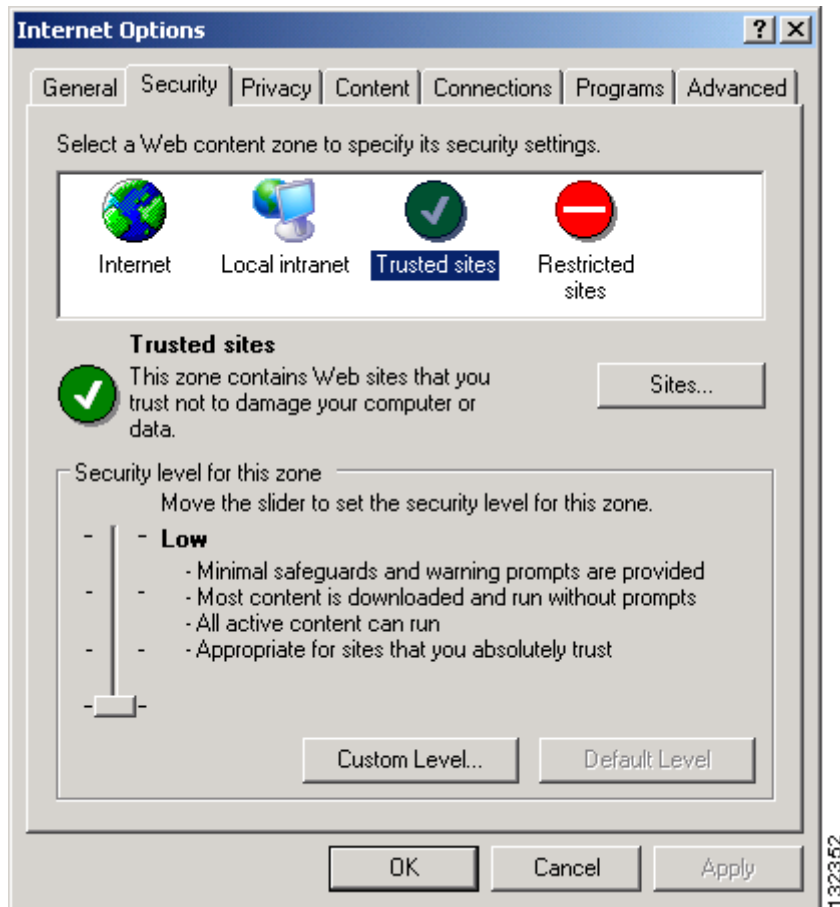 Internet Options
General Security Privacy Content Connections Programs Advanced
Select a Web content zone to specify its security settings.
Internet Local intranet Trusted sites Restricted sites
Trusted sites
This zone contains Web sites that you
trust not to damage your computer or
data.
Sites...
Security level for this zone
Move the slider to set the security level for this zone.
Low
- Minimal safeguards and warning prompts are provided
- Most content is downloaded and run without prompts
- All active content can run
- Appropriate for sites that you absolutely trust
Custom Level... Default Level
OK Cancel Apply
132352